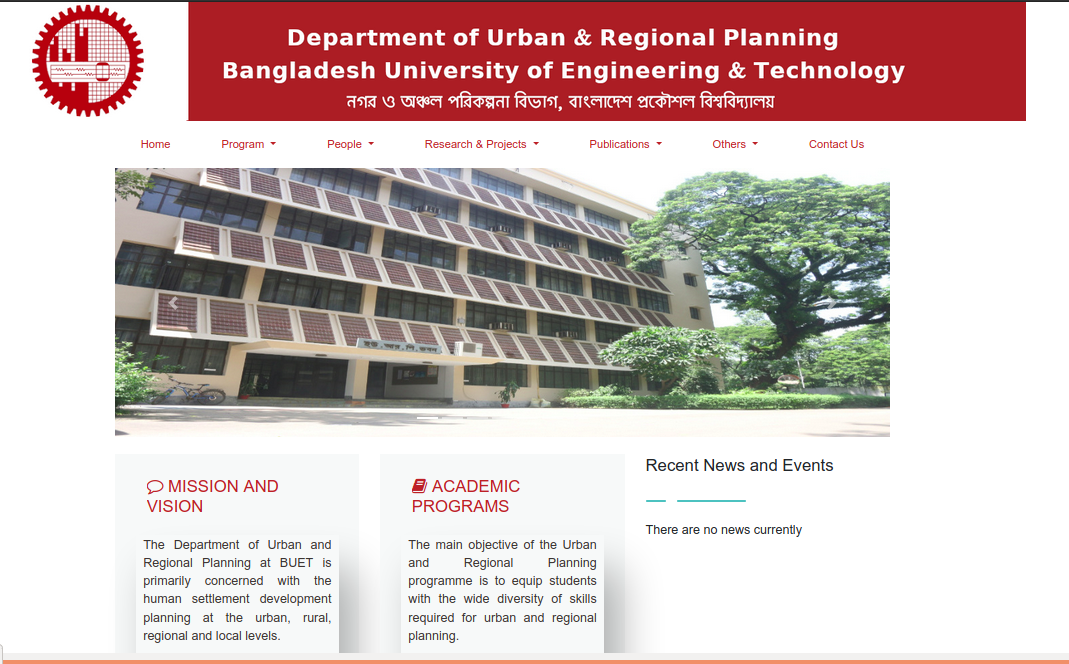 Department of Urban & Regional Planning
Bangladesh University of Engineering & Technology
নগর ও অঞ্চল পরিকল্পনা বিভাগ, বাংলাদেশ প্রকৌশল বিশ্ববিদ্যালয়
Home Program People Research & Projects Publications Others Contact Us
MISSION AND
VISION
The Department of Urban and
Regional Planning at BUET is
primarily concerned with the
human settlement development
planning at the urban, rural,
regional and local levels.
ACADEMIC
PROGRAMS
The main objective of the Urban
and Regional Planning
programme is to equip students
with the wide diversity of skills
required for urban and regional
planning.
Recent News and Events
There are no news currently